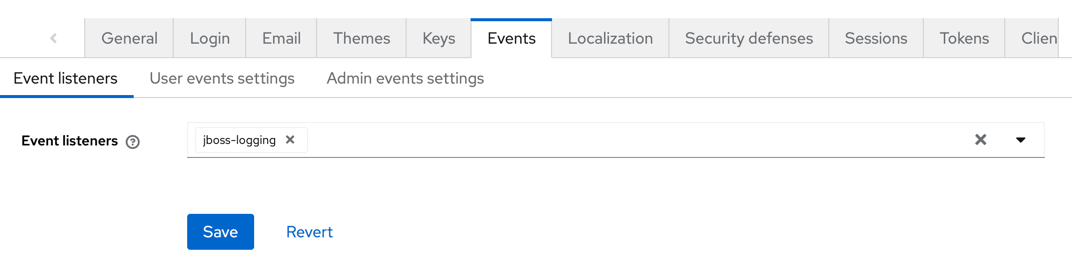 General Login Email Themes Keys Events Localization Security defenses Sessions Tokens Clien
Event listeners User events settings Admin events settings
Event listeners jboss-logging
Save Revert